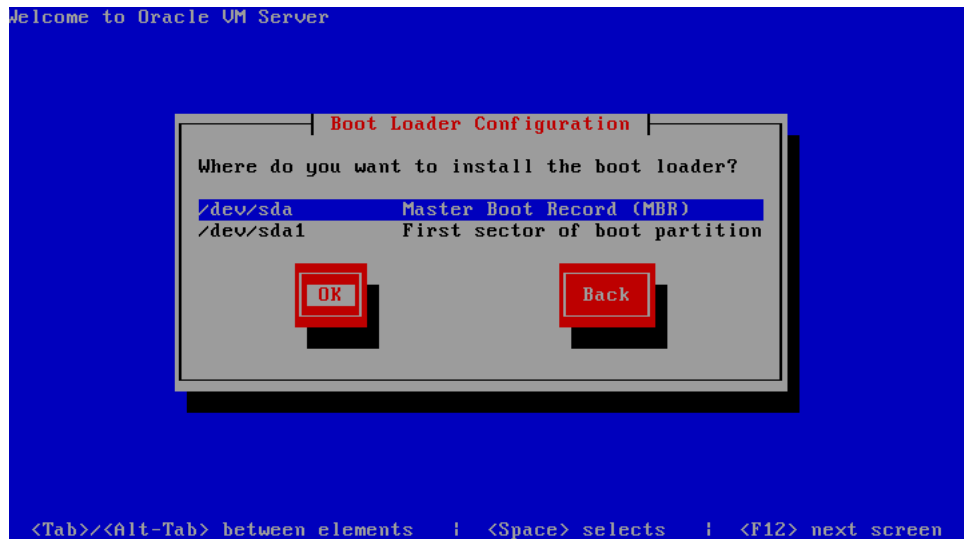 Welcome to Oracle VM Server
Boot Loader Configuration
Where do you want to install the boot loader?
/dev/sda Master Boot Record (MBR)
/dev/sda1 First sector of boot partition
OK Back
<Tab>/<Alt-Tab> between elements | <Space> selects | <F12> next screen